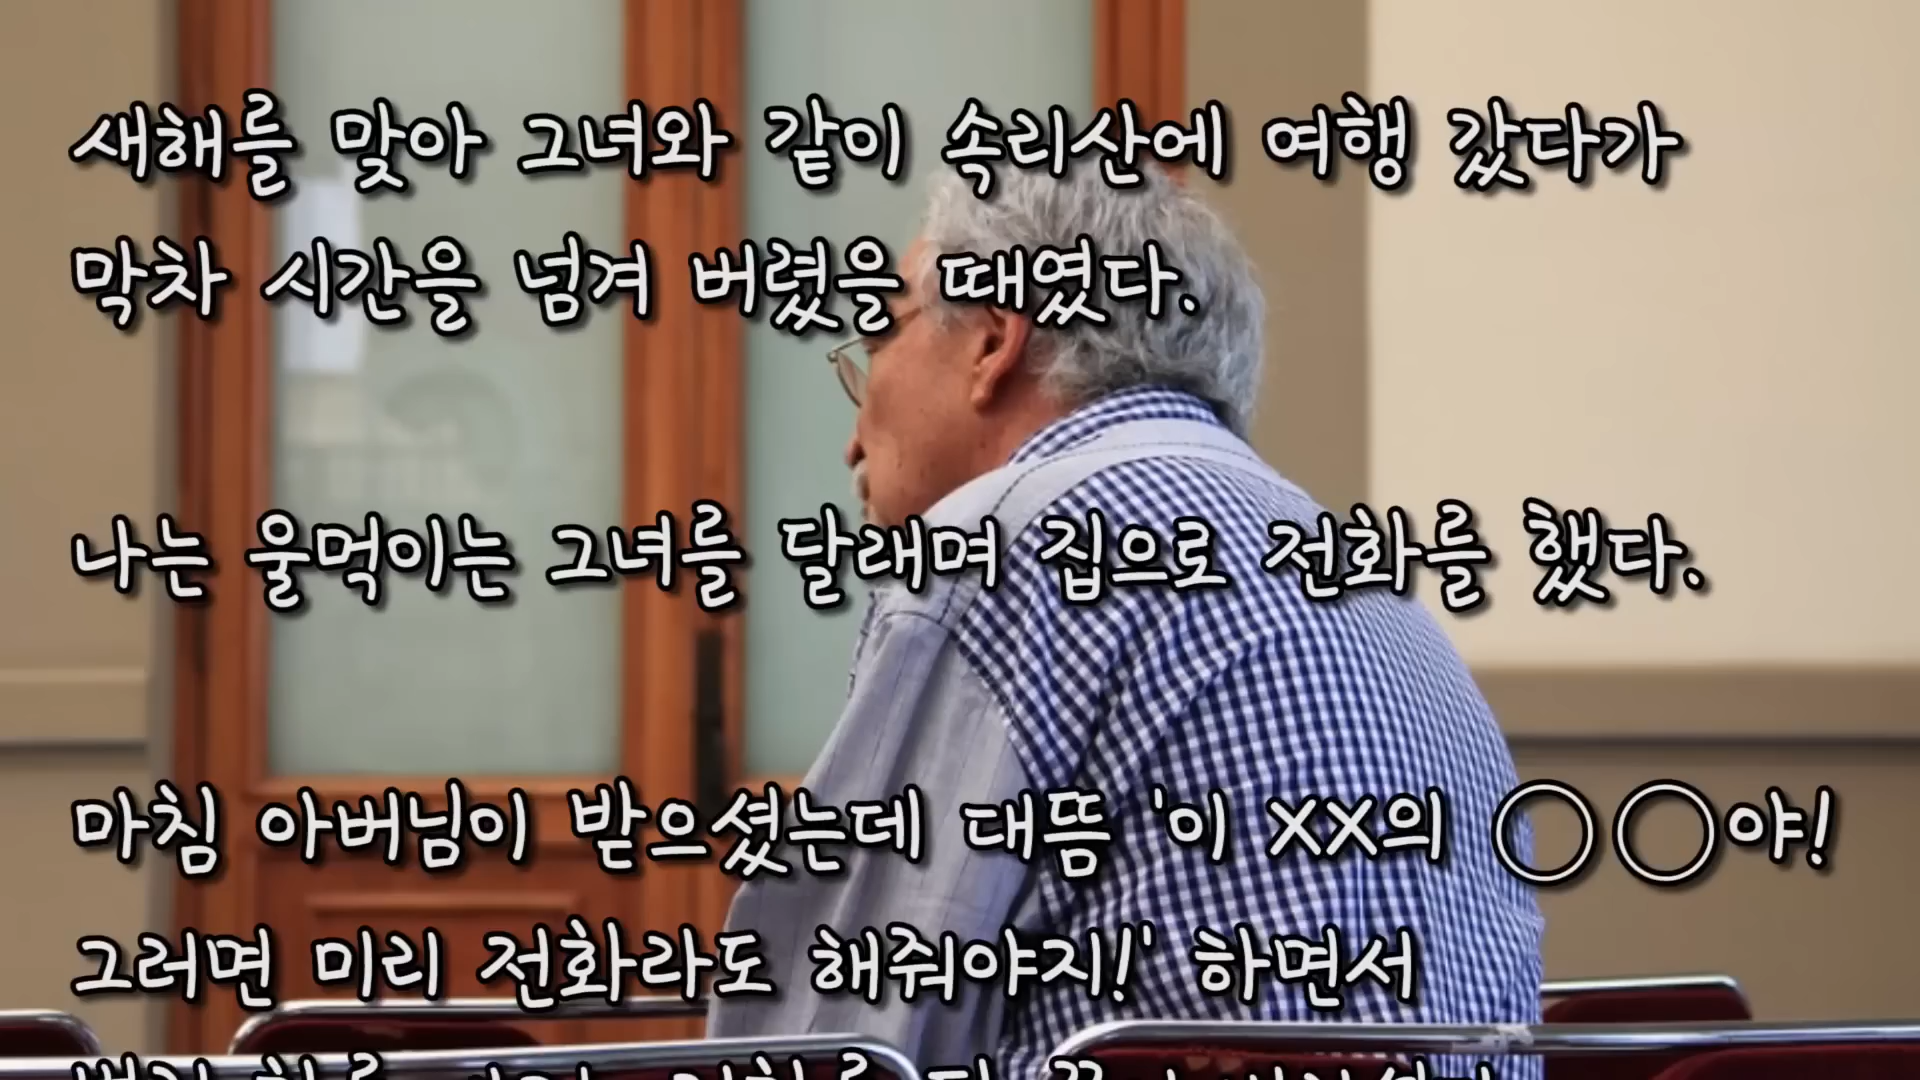 새해를 맞아 그녀와 같이 속리산에 여행 갔다가
막차 시간을 넘겨 버렸을 때였다.
나는 울먹이는 그녀를 달래며 집으로 전화를 했다.
마침 아버님이 받으셨는데 대뜸 '이 XX의 ◯◯야!
그러면 미리 전화라도 해줘야지!' 하면서